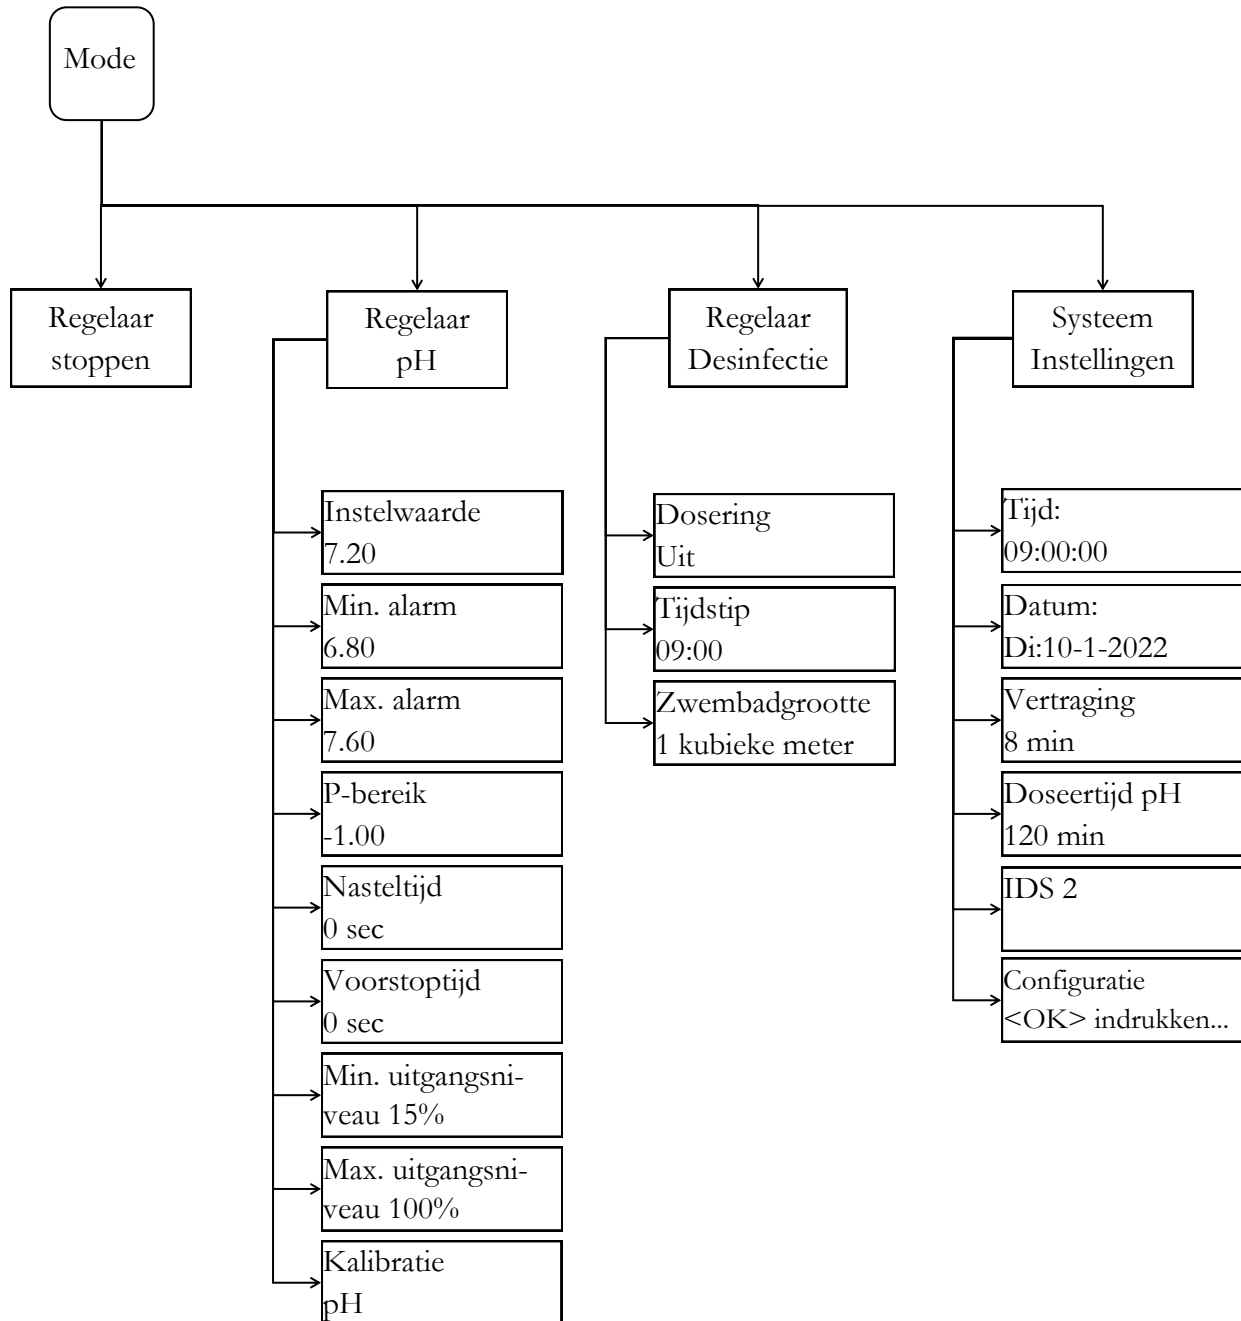 Mode
Regelaar
stoppen
Regelaar
pH
Regelaar
Desinfectie
Systeem
Instellingen
Instelwaarde
7.20
Min. alarm
6.80
Max. alarm
7.60
P-bereik
-1.00
Nasteltijd
0 sec
Voorstoptijd
0 sec
Min. uitgangsni-
veau 15%
Max. uitgangsni-
veau 100%
Kalibratie
pH
Dosering
Uit
Tijdstip
09:00
Zwembadgrootte
1 kubieke meter
Tijd:
09:00:00
Datum:
Di:10-1-2022
Vertraging
8 min
Doseertijd pH
120 min
IDS 2
Configuratie
<OK> indrukken...